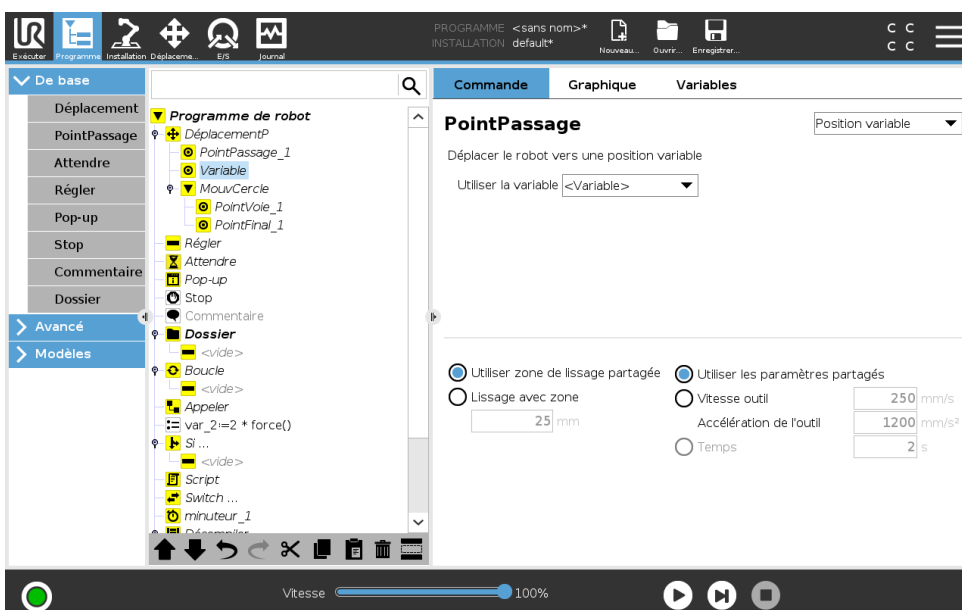 UR
PROGRAMME <sans nom>*
INSTALLATION default*
Exécuter
Programme
Installation
Déplaceme...
E/S
Journal
Nouveau...
Ouvrir...
Enregistrer...
C C
C C
De base
Déplacement
PointPassage
Attendre
Régler
Pop-up
Stop
Commentaire
Dossier
Avancé
Modèles
Programme de robot
DéplacementP
PointPassage_1
Variable
MouvCercle
PointVoie_1
PointFinal_1
Régler
Attendre
Pop-up
Stop
Commentaire
Dossier
<vide>
Boucle
<vide>
Appeler
var_2:=2 * force()
Si ...
<vide>
Script
Switch ...
minuteur_1
Décompiler
Commande Graphique Variables
PointPassage
Position variable
Déplacer le robot vers une position variable
Utiliser la variable <Variable>
Utiliser zone de lissage partagée
Lissage avec zone
25 mm
Utiliser les paramètres partagés
Vitesse outil 250 mm/s
Accélération de l'outil 1200 mm/s²
Temps 2 s
Vitesse 100%